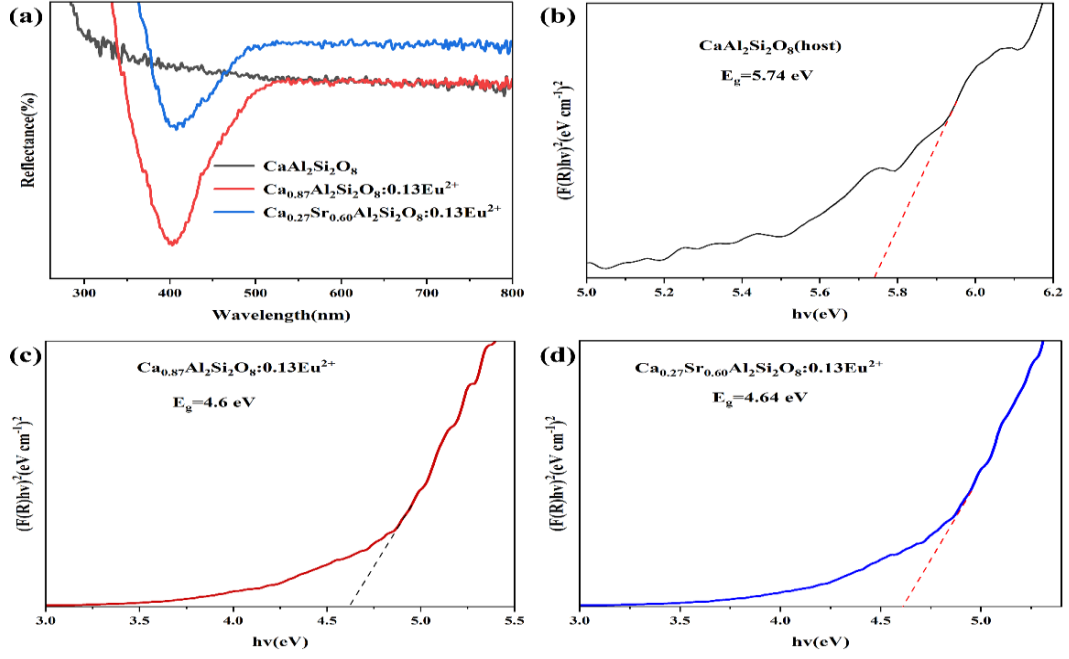 (a)
Reflectance(%)
CaAl₂Si₂O₈
Ca₀.₈₇Al₂Si₂O₈:0.13Eu²⁺
Ca₀.₂₇Sr₀.₆₀Al₂Si₂O₈:0.13Eu²⁺
300 400 500 600 700 800
Wavelength(nm)
(b)
CaAl₂Si₂O₈(host)
E_g=5.74 eV
(F(R)hv)²(eV cm⁻¹)²
5.0 5.2 5.4 5.6 5.8 6.0 6.2
hv(eV)
(c)
Ca₀.₈₇Al₂Si₂O₈:0.13Eu²⁺
E_g=4.6 eV
(F(R)hv)²(eV cm⁻¹)²
3.0 3.5 4.0 4.5 5.0 5.5
hv(eV)
(d)
Ca₀.₂₇Sr₀.₆₀Al₂Si₂O₈:0.13Eu²⁺
E_g=4.64 eV
(F(R)hv)²(eV cm⁻¹)²
3.0 3.5 4.0 4.5 5.0
hv(eV)